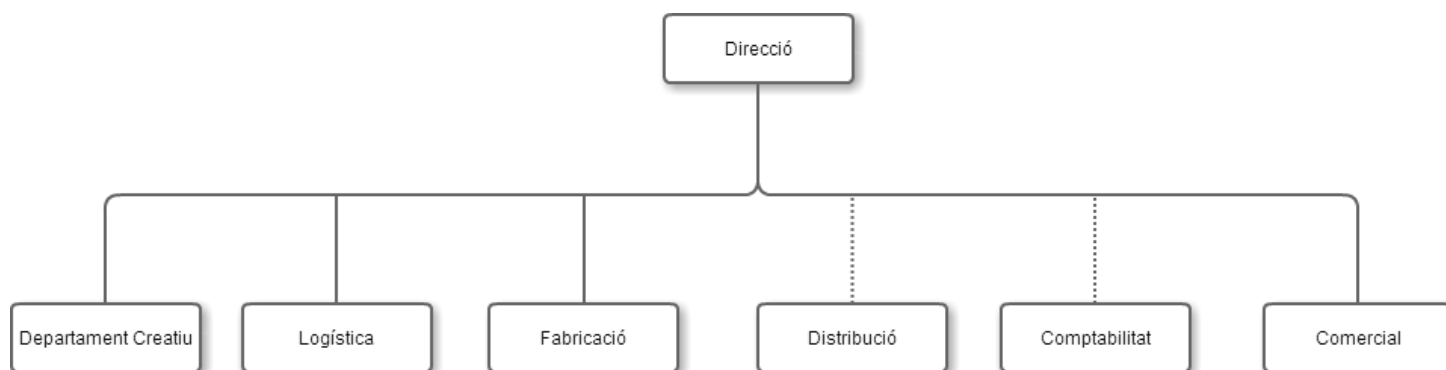 Direcció
Departament Creatiu
Logística
Fabricació
Distribució
Comptabilitat
Comercial